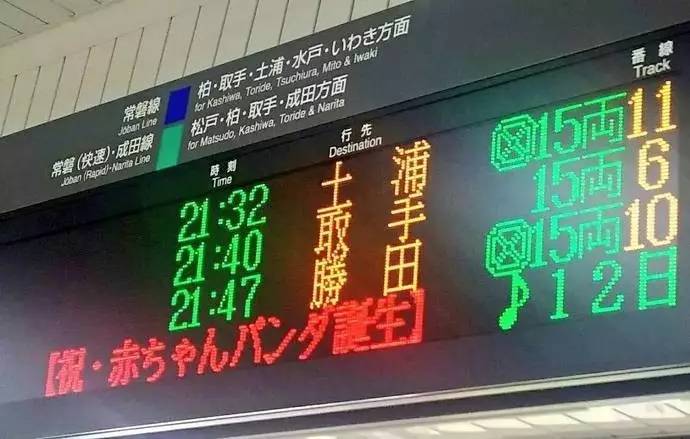 常磐線 柏・取手・土浦・水戸・いわき方面
Jōban Line for Kashiwa, Toride, Tsuchiura, Mito & Iwaki
常磐(快速)・成田線 松戸・柏・取手・成田方面
Jōban (Rapid)・Narita Line for Matsudo, Kashiwa, Toride & Narita
時刻 行先 番線
Time Destination Track
21:32 土浦 15両 11
21:40 取手 15両 6
21:47 勝田 15両 10
【祝・赤ちゃんパンダ誕生】 ♪12日